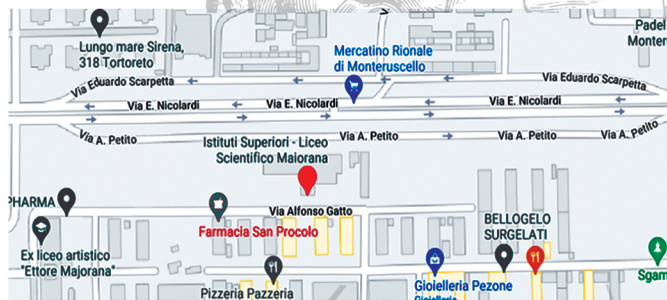 Lungo mare Sirena,
318 Tortoreto
Mercatino Rionale
di Monteruscello
Padel
Monter
Via Eduardo Scarpetta
Via Eduardo Scarpetta
Via E. Nicolardi
Via E. Nicolardi
Via E. Nicolardi
Via A. Petito
Via A. Petito
Via A. Petito
Via A. Petito
Istituti Superiori - Liceo
Scientifico Maiorana
PHARMA
Via Alfonso Gatto
Farmacia San Procolo
BELLOGELO
SURGELATI
Ex liceo artistico
"Ettore Majorana"
Pizzeria Pazzeria
Gioielleria Pezone
Gioielleria
Sgam